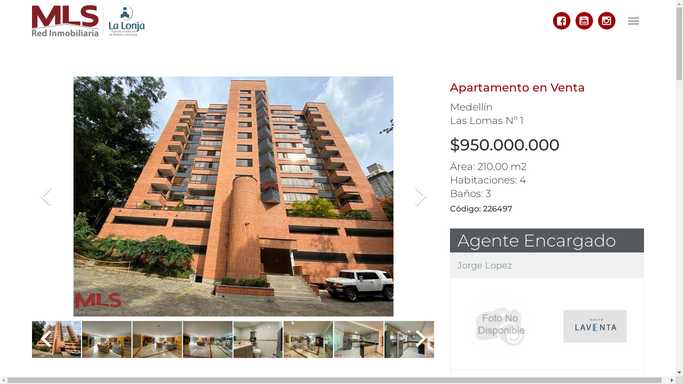 MLS
Red Inmobiliaria
La Lonja
Apartamento en Venta
Medellín
Las Lomas Nº 1
$950.000.000
Área: 210.00 m2
Habitaciones: 4
Baños: 3
Código: 226497
Agente Encargado
Jorge Lopez
MLS
Foto No
Disponible
LAVENTA